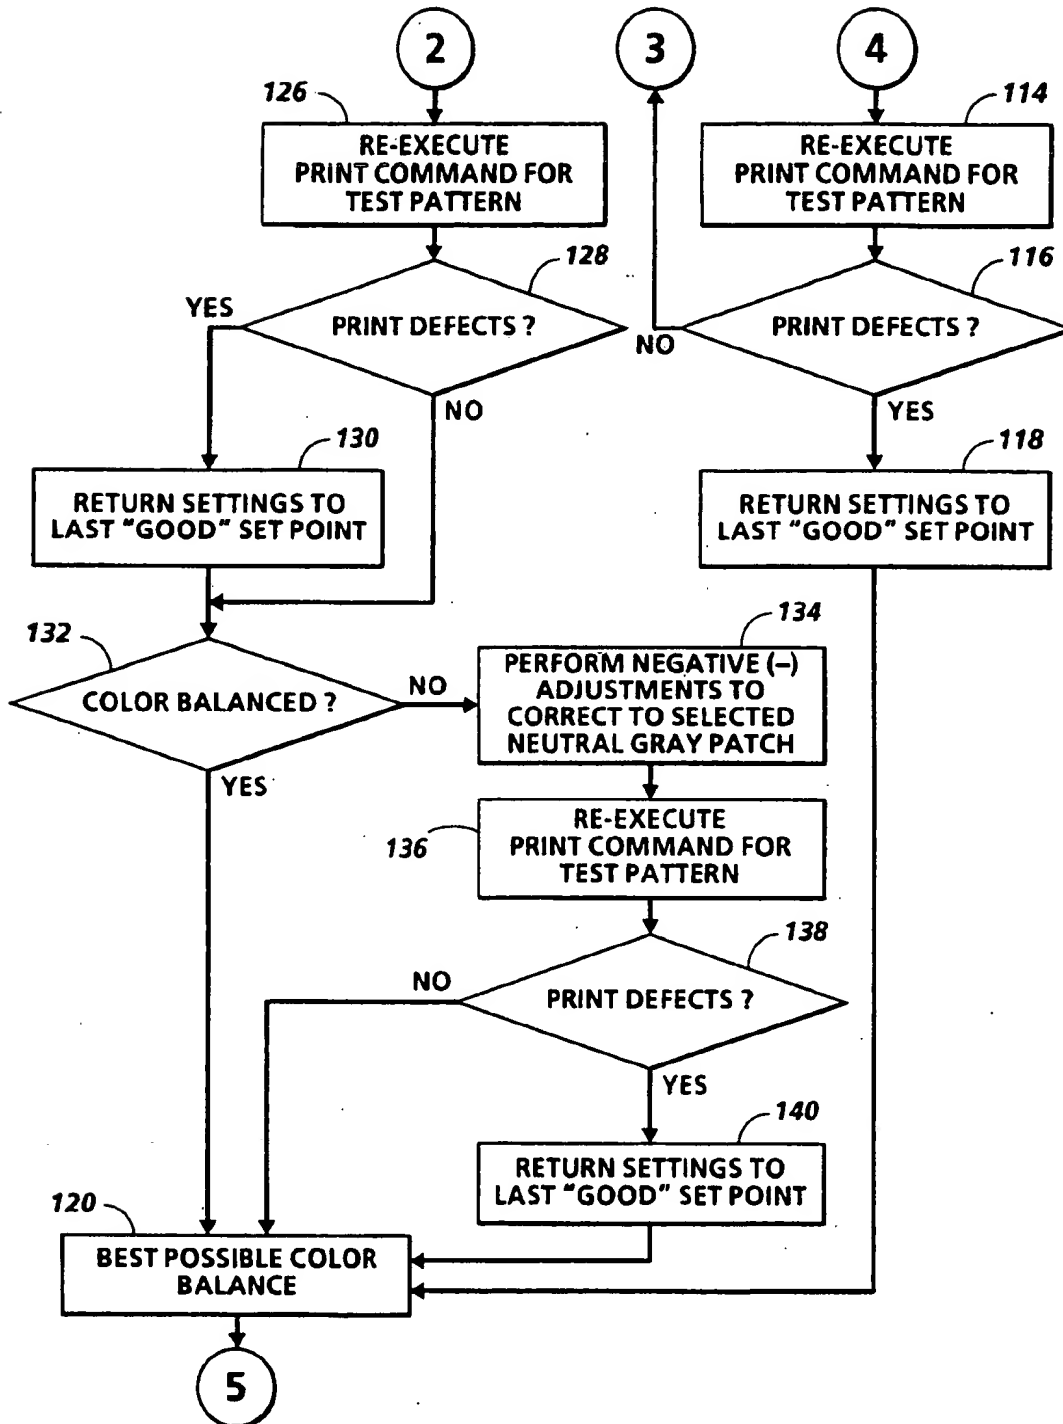 2
3
4
126
114
RE-EXECUTE
PRINT COMMAND FOR
TEST PATTERN
RE-EXECUTE
PRINT COMMAND FOR
TEST PATTERN
128
116
YES
PRINT DEFECTS ?
NO
NO
PRINT DEFECTS ?
YES
130
118
RETURN SETTINGS TO
LAST "GOOD" SET POINT
RETURN SETTINGS TO
LAST "GOOD" SET POINT
132
134
COLOR BALANCED ?
NO
YES
PERFORM NEGATIVE (–)
ADJUSTMENTS TO
CORRECT TO SELECTED
NEUTRAL GRAY PATCH
136
RE-EXECUTE
PRINT COMMAND FOR
TEST PATTERN
138
NO
PRINT DEFECTS ?
YES
140
RETURN SETTINGS TO
LAST "GOOD" SET POINT
120
BEST POSSIBLE COLOR
BALANCE
5